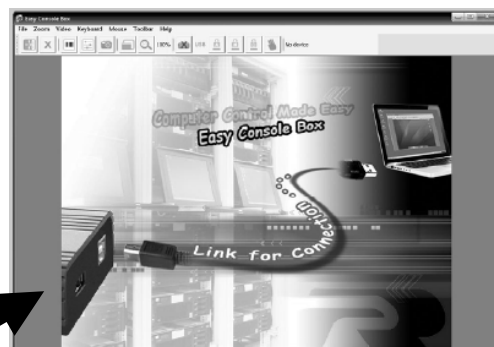 Easy Console Box
File Zoom Video Keyboard Mouse Toolbar Help
100% USB No device
Computer Control Made Easy
Easy Console Box
Link for Connection